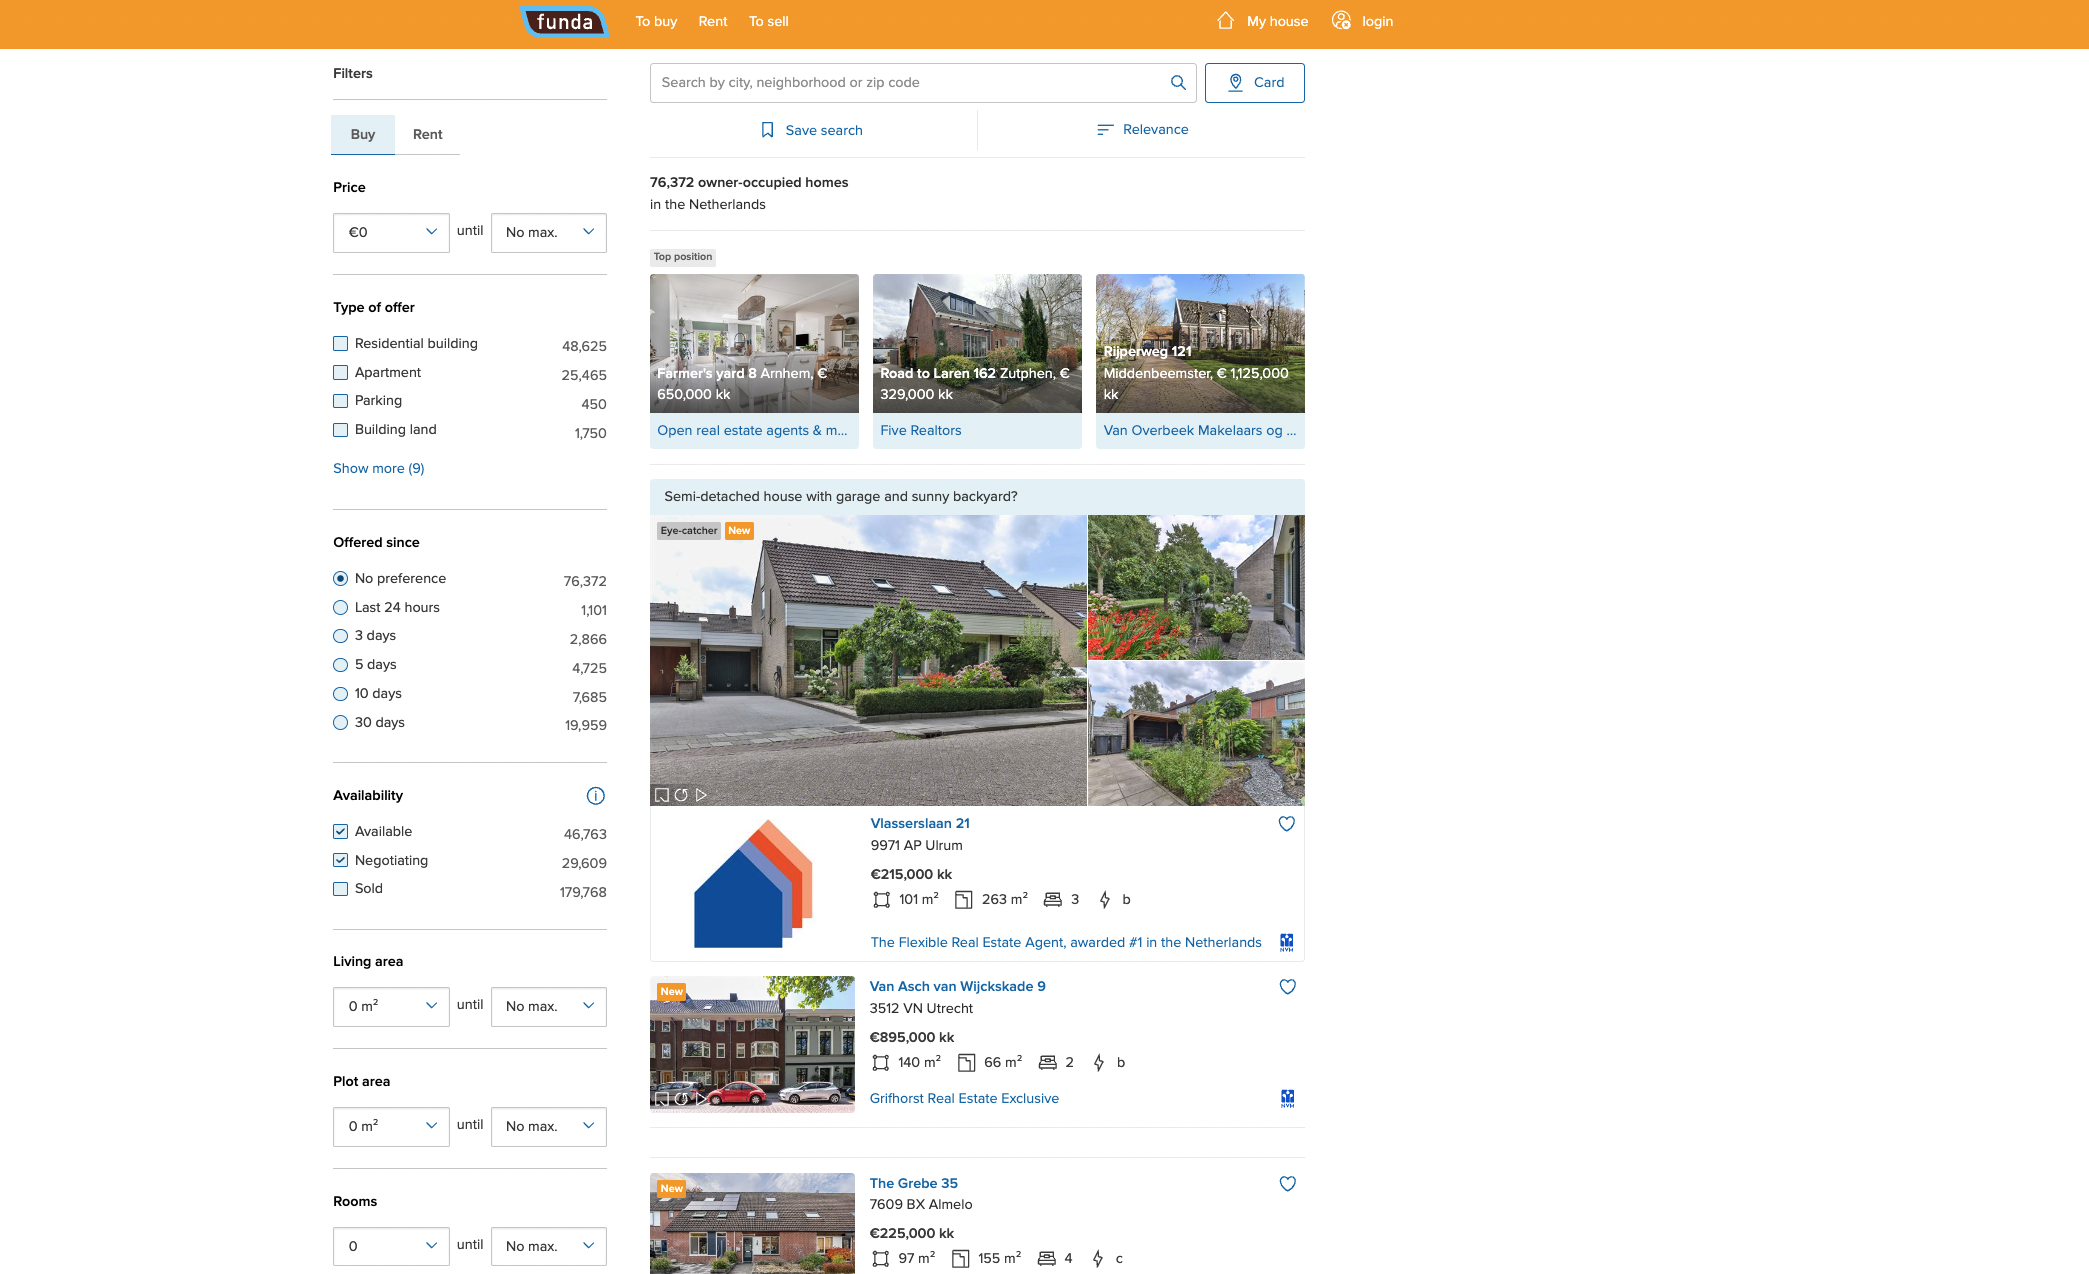 funda
To buy
Rent
To sell
My house
login
Filters
Buy
Rent
Price
€0
until
No max.
Type of offer
Residential building
48,625
Apartment
25,465
Parking
450
Building land
1,750
Show more (9)
Offered since
No preference
76,372
Last 24 hours
1,101
3 days
2,866
5 days
4,725
10 days
7,685
30 days
19,959
Availability
Available
46,763
Negotiating
29,609
Sold
179,768
Living area
0 m²
until
No max.
Plot area
0 m²
until
No max.
Rooms
0
until
No max.
Search by city, neighborhood or zip code
Card
Save search
Relevance
76,372 owner-occupied homes
in the Netherlands
Top position
Farmer's yard 8 Arnhem, €
650,000 kk
Open real estate agents & m...
Road to Laren 162 Zutphen, €
329,000 kk
Five Realtors
Rijperweg 121
Middenbeemster, € 1,125,000
kk
Van Overbeek Makelaars og ...
Semi-detached house with garage and sunny backyard?
Eye-catcher
New
Vlasserslaan 21
9971 AP Ulrum
€215,000 kk
101 m²
263 m²
3
b
The Flexible Real Estate Agent, awarded #1 in the Netherlands
NVM
New
Van Asch van Wijckskade 9
3512 VN Utrecht
€895,000 kk
140 m²
66 m²
2
b
Grifhorst Real Estate Exclusive
NVM
New
The Grebe 35
7609 BX Almelo
€225,000 kk
97 m²
155 m²
4
c